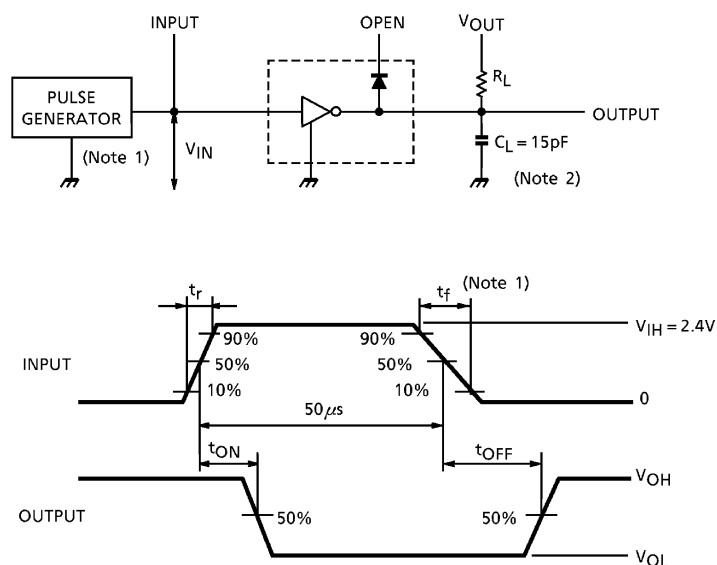 INPUT
OPEN
VOUT
PULSE
GENERATOR
(Note 1)
VIN
RL
OUTPUT
CL = 15pF
(Note 2)
tr
tf
(Note 1)
VIH = 2.4V
90%
90%
INPUT
50%
50%
10%
10%
0
50μs
tON
tOFF
VOH
OUTPUT
50%
50%
VOL